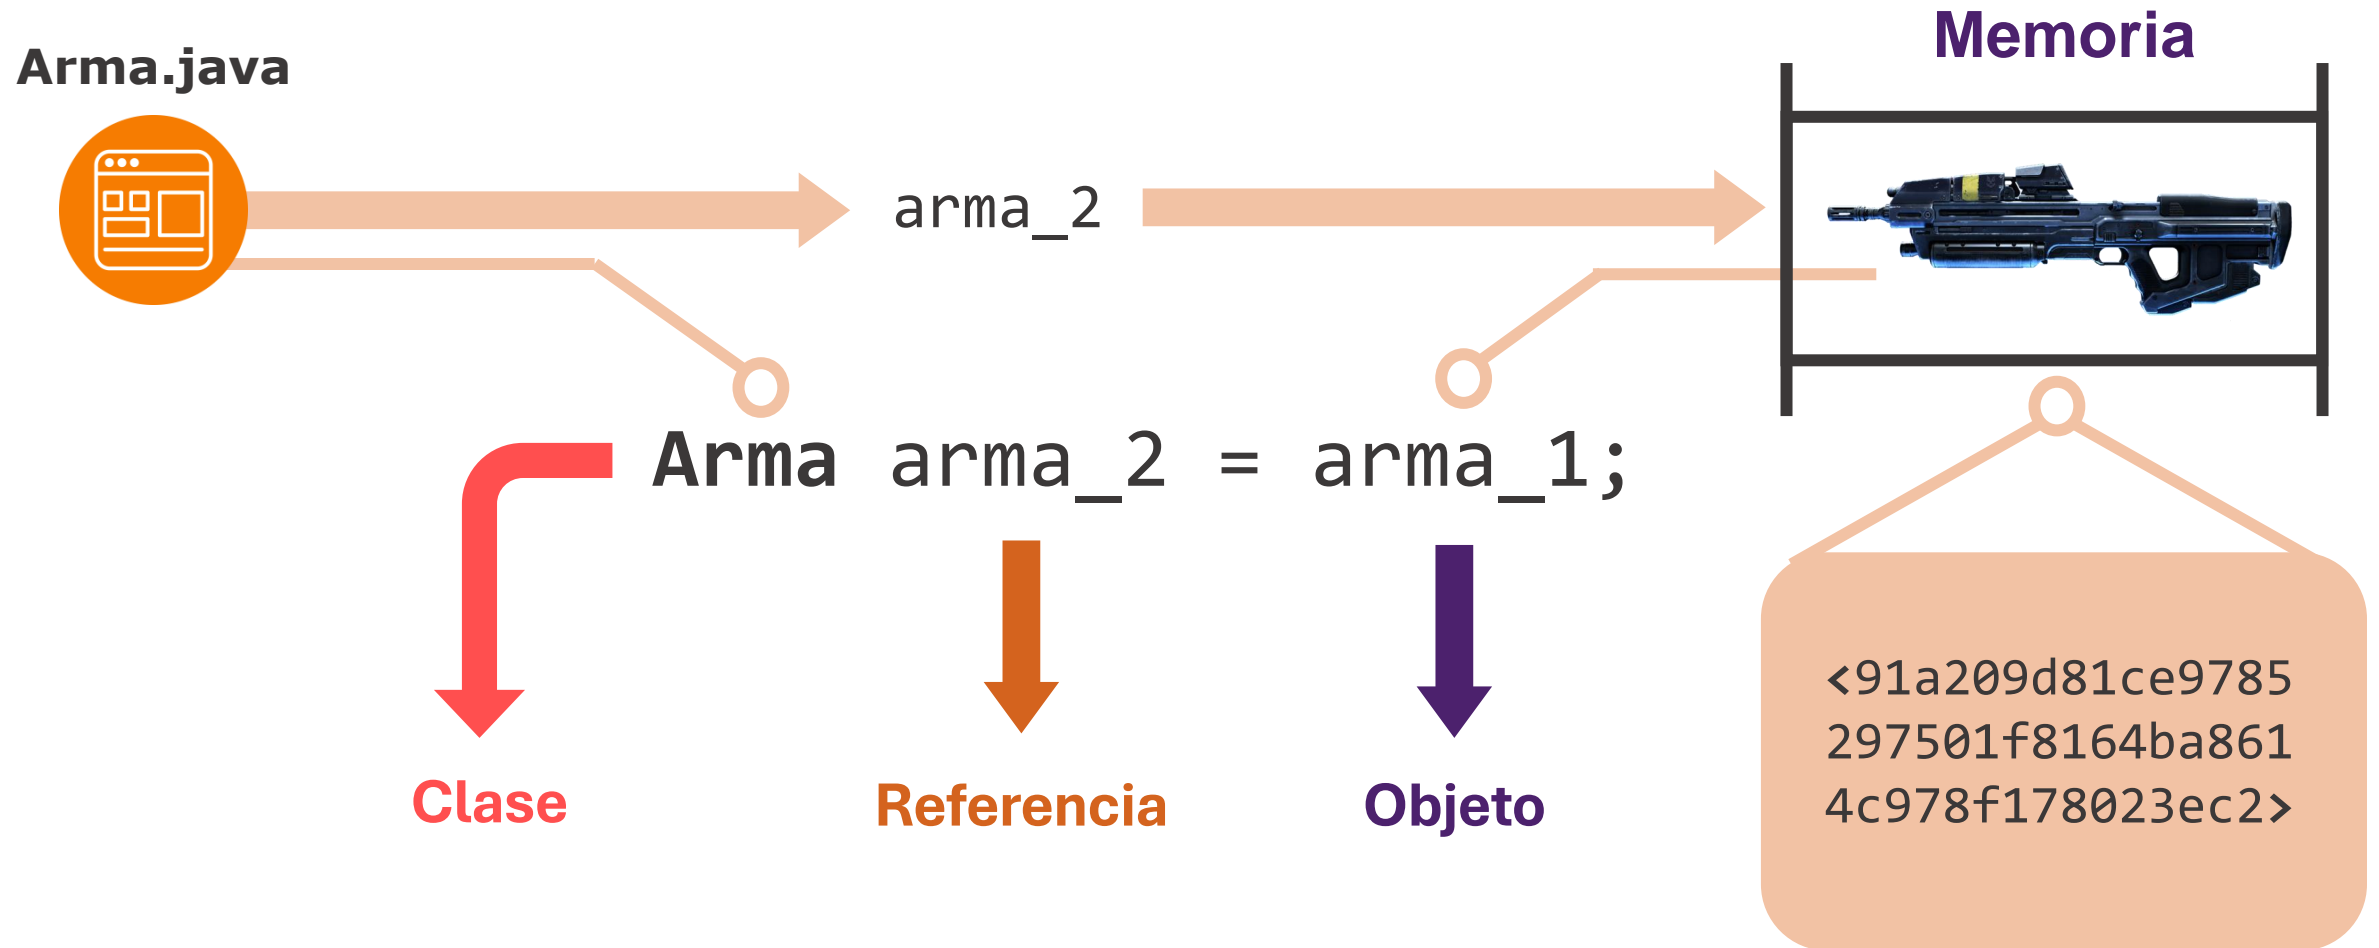 Memoria
Arma.java
arma_2
Arma arma_2 = arma_1;
Clase
Referencia
Objeto
<91a209d81ce9785
297501f8164ba861
4c978f178023ec2>